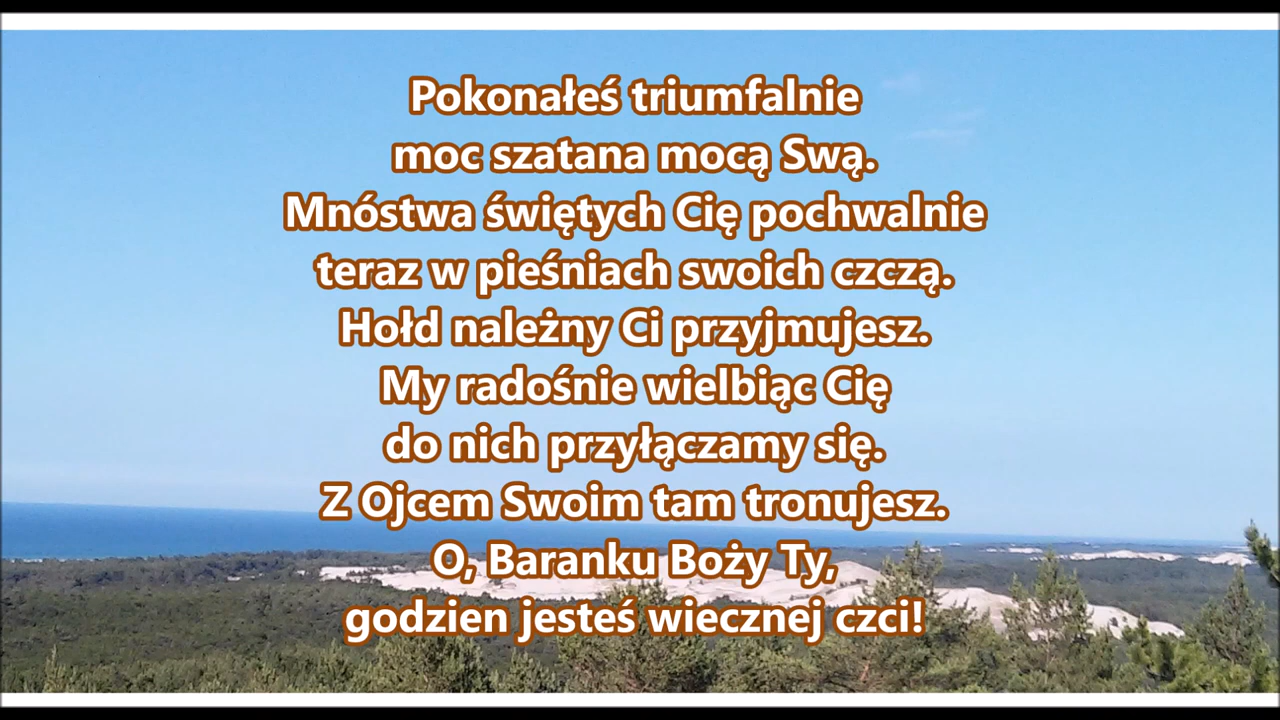 Pokonałeś triumfalnie
moc szatana mocą Swą.
Mnóstwa świętych Cię pochwalnie
teraz w pieśniach swoich czczą.
Hołd należny Ci przyjmujesz.
My radośnie wielbiąc Cię
do nich przyłączamy się.
Z Ojcem Swoim tam tronujesz.
O, Baranku Boży Ty,
godzien jesteś wiecznej czci!